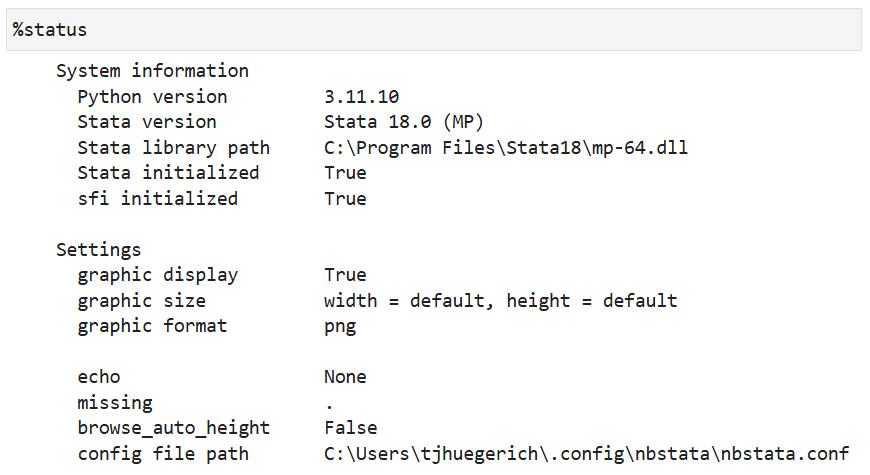 %status
System information
Python version 3.11.10
Stata version Stata 18.0 (MP)
Stata library path C:\Program Files\Stata18\mp-64.dll
Stata initialized True
sfi initialized True
Settings
graphic display True
graphic size width = default, height = default
graphic format png
echo None
missing .
browse_auto_height False
config file path C:\Users\tjhuegerich\.config\nbstata\nbstata.conf